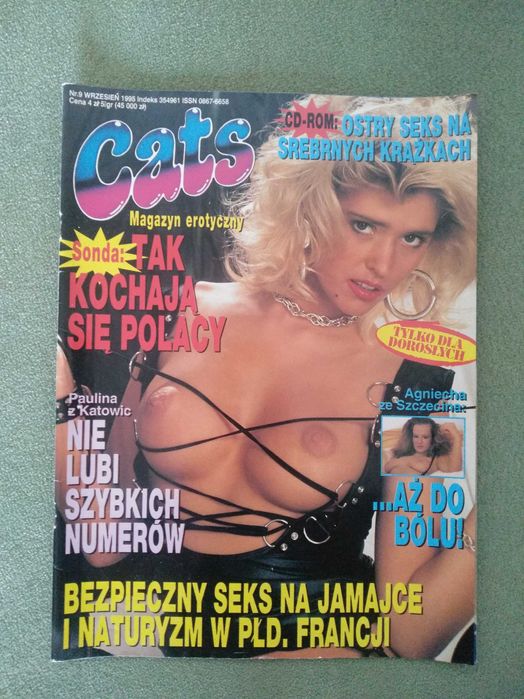 Nr.9 WRZESIEŃ 1995 Indeks 354961 ISSN 0867-6658
Cena 4 zł 5 gr (45 000 zł)
Cats
Magazyn erotyczny
CD-ROM: OSTRY SEKS NA
SREBRNYCH KRĄŻKACH
Sonda: TAK
KOCHAJĄ
SIĘ POLACY
TYLKO DLA
DOROSŁYCH
Paulina
z Katowic
NIE
LUBI
SZYBKICH
NUMERÓW
Agniecha
ze Szczecina:
...AŻ DO
BÓLU!
BEZPIECZNY SEKS NA JAMAJCE
I NATURYZM W PŁD. FRANCJI